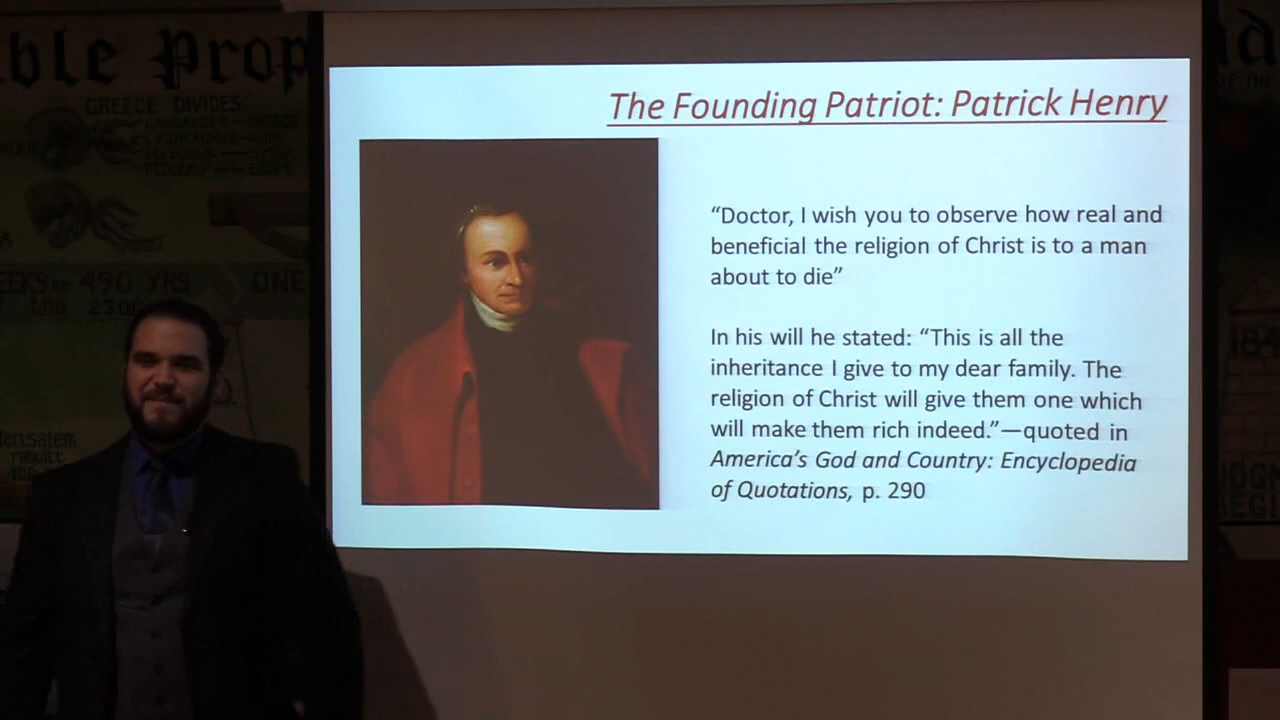 ble Prop
GREECE DIVIDES
The Founding Patriot: Patrick Henry
“Doctor, I wish you to observe how real and
beneficial the religion of Christ is to a man
about to die”
In his will he stated: “This is all the
inheritance I give to my dear family. The
religion of Christ will give them one which
will make them rich indeed.”—quoted in
America’s God and Country: Encyclopedia
of Quotations, p. 290
490 YRS
ONE
2300
Jerusalem
rebuilt